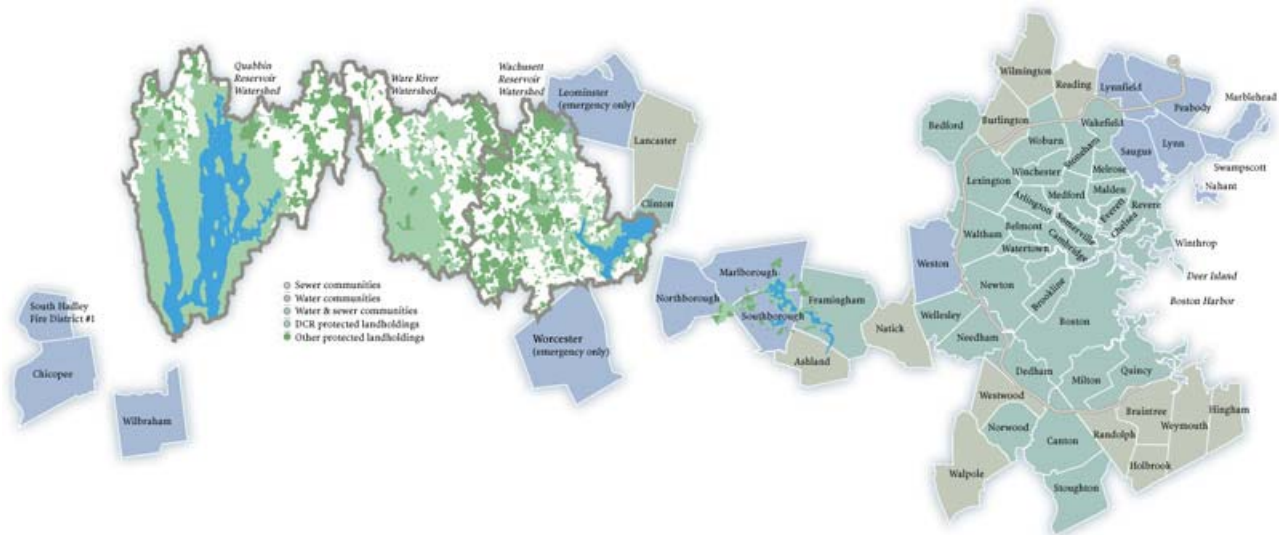 Quabbin
Reservoir
Watershed
Ware River
Watershed
Wachusett
Reservoir
Watershed
Leominster
(emergency only)
Lancaster
Clinton
Sewer communities
Water communities
Water & sewer communities
DCR protected landholdings
Other protected landholdings
South Hadley
Fire District #1
Chicopee
Wilbraham
Worcester
(emergency only)
Northborough
Marlborough
Southborough
Framingham
Ashland
Natick
Weston
Wilmington
Reading
Lynnfield
Peabody
Marblehead
Bedford
Burlington
Woburn
Wakefield
Stoneham
Saugus
Lynn
Swampscott
Nahant
Lexington
Winchester
Melrose
Arlington
Medford
Malden
Everett
Revere
Chelsea
Waltham
Belmont
Somerville
Cambridge
Watertown
Winthrop
Deer Island
Boston Harbor
Newton
Brookline
Boston
Wellesley
Needham
Dedham
Milton
Quincy
Westwood
Norwood
Canton
Randolph
Braintree
Weymouth
Hingham
Holbrook
Walpole
Stoughton